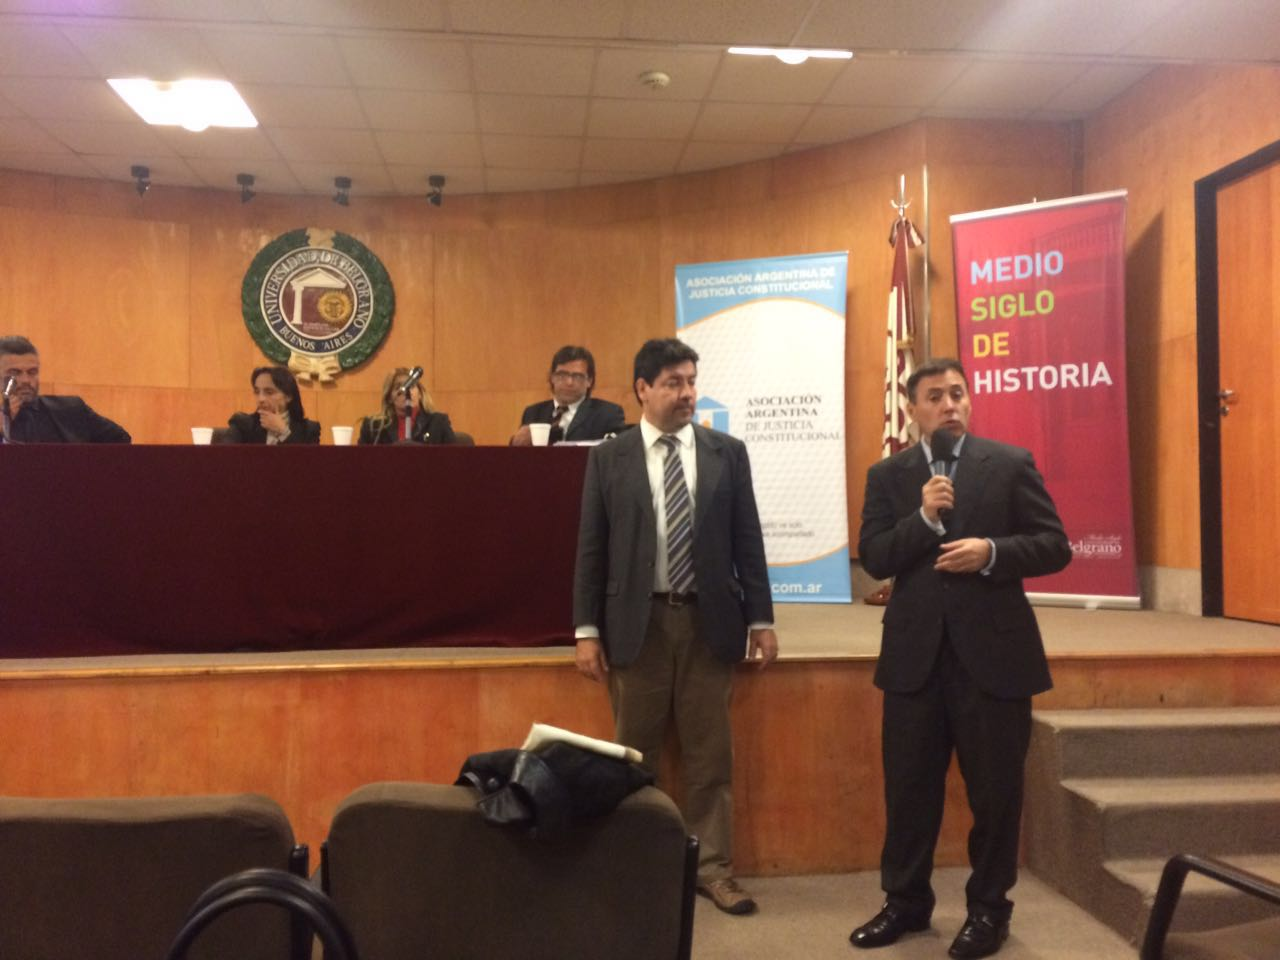 UNIVERSIDAD DE BELGRANO
BUENOS AIRES
ASOCIACIÓN ARGENTINA DE
JUSTICIA CONSTITUCIONAL
ASOCIACIÓN
ARGENTINA
DE JUSTICIA
CONSTITUCIONAL
.com.ar
MEDIO
SIGLO
DE
HISTORIA
Belgrano